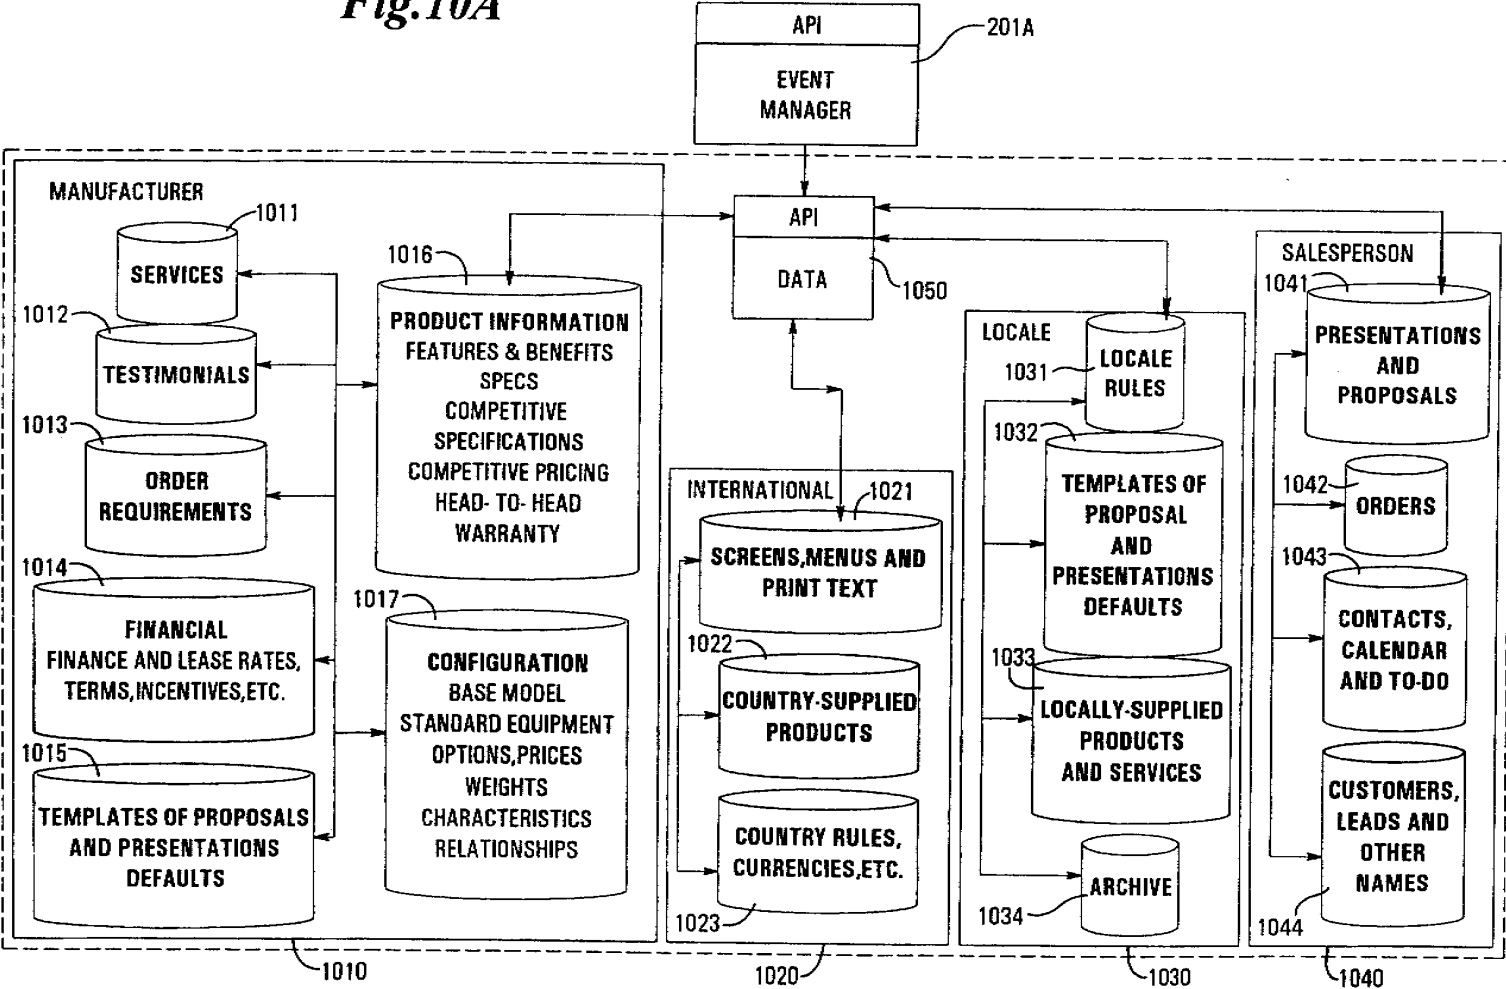 Fig.10A
API
201A
EVENT
MANAGER
MANUFACTURER
1011
SERVICES
1012
TESTIMONIALS
1013
ORDER
REQUIREMENTS
1014
FINANCIAL
FINANCE AND LEASE RATES,
TERMS,INCENTIVES,ETC.
1015
TEMPLATES OF PROPOSALS
AND PRESENTATIONS
DEFAULTS
1016
PRODUCT INFORMATION
FEATURES & BENEFITS
SPECS
COMPETITIVE
SPECIFICATIONS
COMPETITIVE PRICING
HEAD- TO- HEAD
WARRANTY
1017
CONFIGURATION
BASE MODEL
STANDARD EQUIPMENT
OPTIONS,PRICES
WEIGHTS
CHARACTERISTICS
RELATIONSHIPS
1010
API
DATA
1050
INTERNATIONAL
1021
SCREENS,MENUS AND
PRINT TEXT
1022
COUNTRY-SUPPLIED
PRODUCTS
COUNTRY RULES,
CURRENCIES,ETC.
1023
1020
LOCALE
1031
LOCALE
RULES
1032
TEMPLATES OF
PROPOSAL
AND
PRESENTATIONS
DEFAULTS
1033
LOCALLY-SUPPLIED
PRODUCTS
AND SERVICES
ARCHIVE
1034
1030
SALESPERSON
1041
PRESENTATIONS
AND
PROPOSALS
1042
ORDERS
1043
CONTACTS,
CALENDAR
AND TO-DO
CUSTOMERS,
LEADS AND
OTHER
NAMES
1044
1040